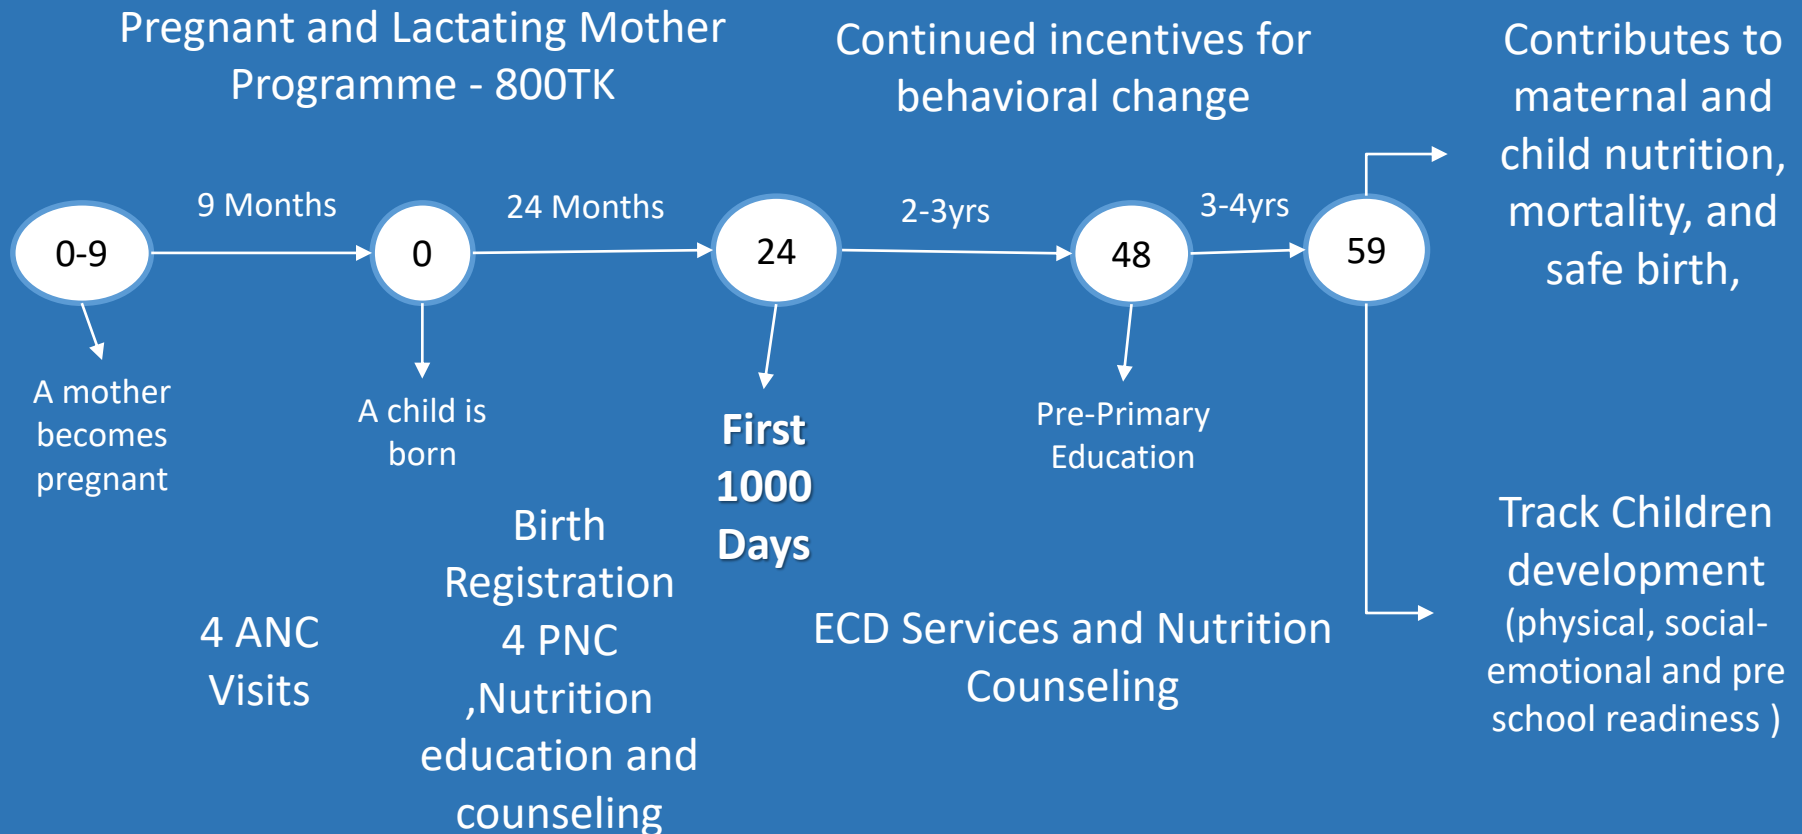 Pregnant and Lactating Mother
Programme - 800TK
Continued incentives for
behavioral change
Contributes to
maternal and
child nutrition,
mortality, and
safe birth,
9 Months
24 Months
2-3yrs
3-4yrs
0-9
0
24
48
59
A mother
becomes
pregnant
A child is
born
First
1000
Days
Pre-Primary
Education
4 ANC
Visits
Birth
Registration
4 PNC
,Nutrition
education and
counseling
ECD Services and Nutrition
Counseling
Track Children
development
(physical, social-
emotional and pre
school readiness )